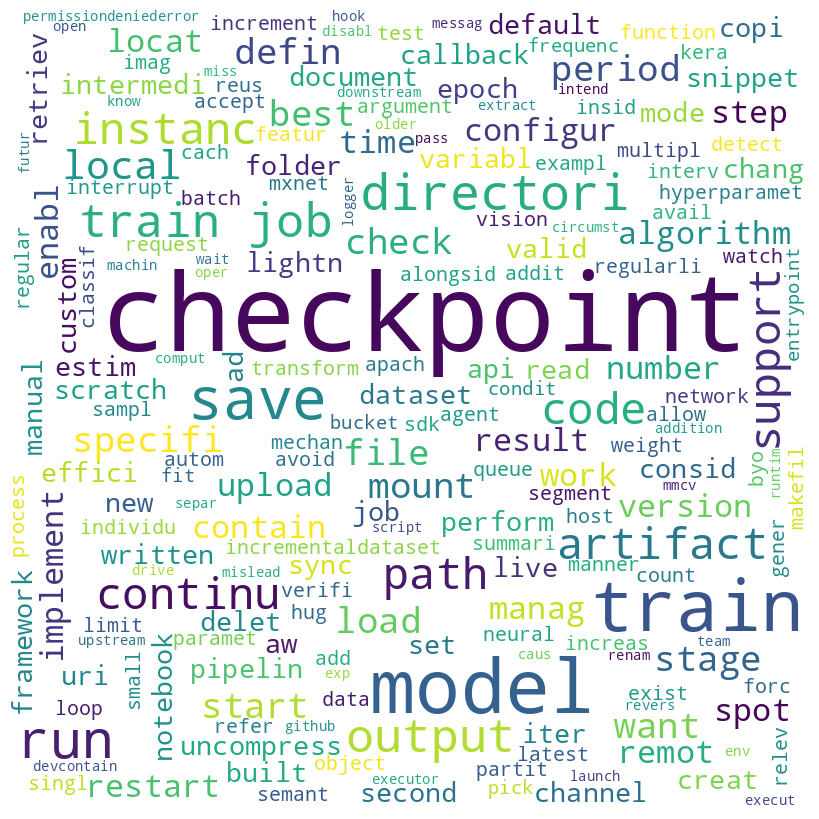 permissiondeniederror
hook
increment
disabl
test
messag
default
function
copi
open
locat
defin
callback
frequenc
kera
retriev
imag
miss
document
period
snippet
intermedi
reus
downstream
epoch
intend
know
accept
best
argument
extract
insid
mode
step
instanc
featur
older
time
pass
configur
detect
futur
local
cach
folder
variabl
exampl
multipl
interv
chang
enabl
interrupt
batch
mxnet
logger
directori
hyperparamet
train job
vision
circumst
avail
algorithm
regular
request
check
valid
watch
custom
classif
machin
wait
oper
lightn
alongsid
addit
regularli
entrypoint
checkpoint
support
manual
estim
ad
comput
transform
apach
api
read
number
scratch
save
dataset
condit
code
network
sampl
bucket
sdk
agent
allow
addition
specifi
mechan
result
weight
file
autom
avoid
queue
work
consid
effici
fit
upload
mount
segment
byo
runtim
makefil
process
implement
new
separ
job
script
mmcv
version
individu
contain
perform
host
artifact
gener
written
incrementaldataset
summari
framework
drive
mislead
sync
path
live
manner
count
continu
verifi
hug
train
limit
delet
load
manag
upstream
paramet
aw
set
neural
increas
team
uri
small
notebook
pipelin
add
exp
model
caus
renam
stage
exist
forc
loop
start
data
revers
spot
run
refer
github
output
iter
want
uncompress
latest
remot
env
relev
devcontain
built
object
partit
singl
restart
semant
executor
second
pick
launch
channel
creat
execut